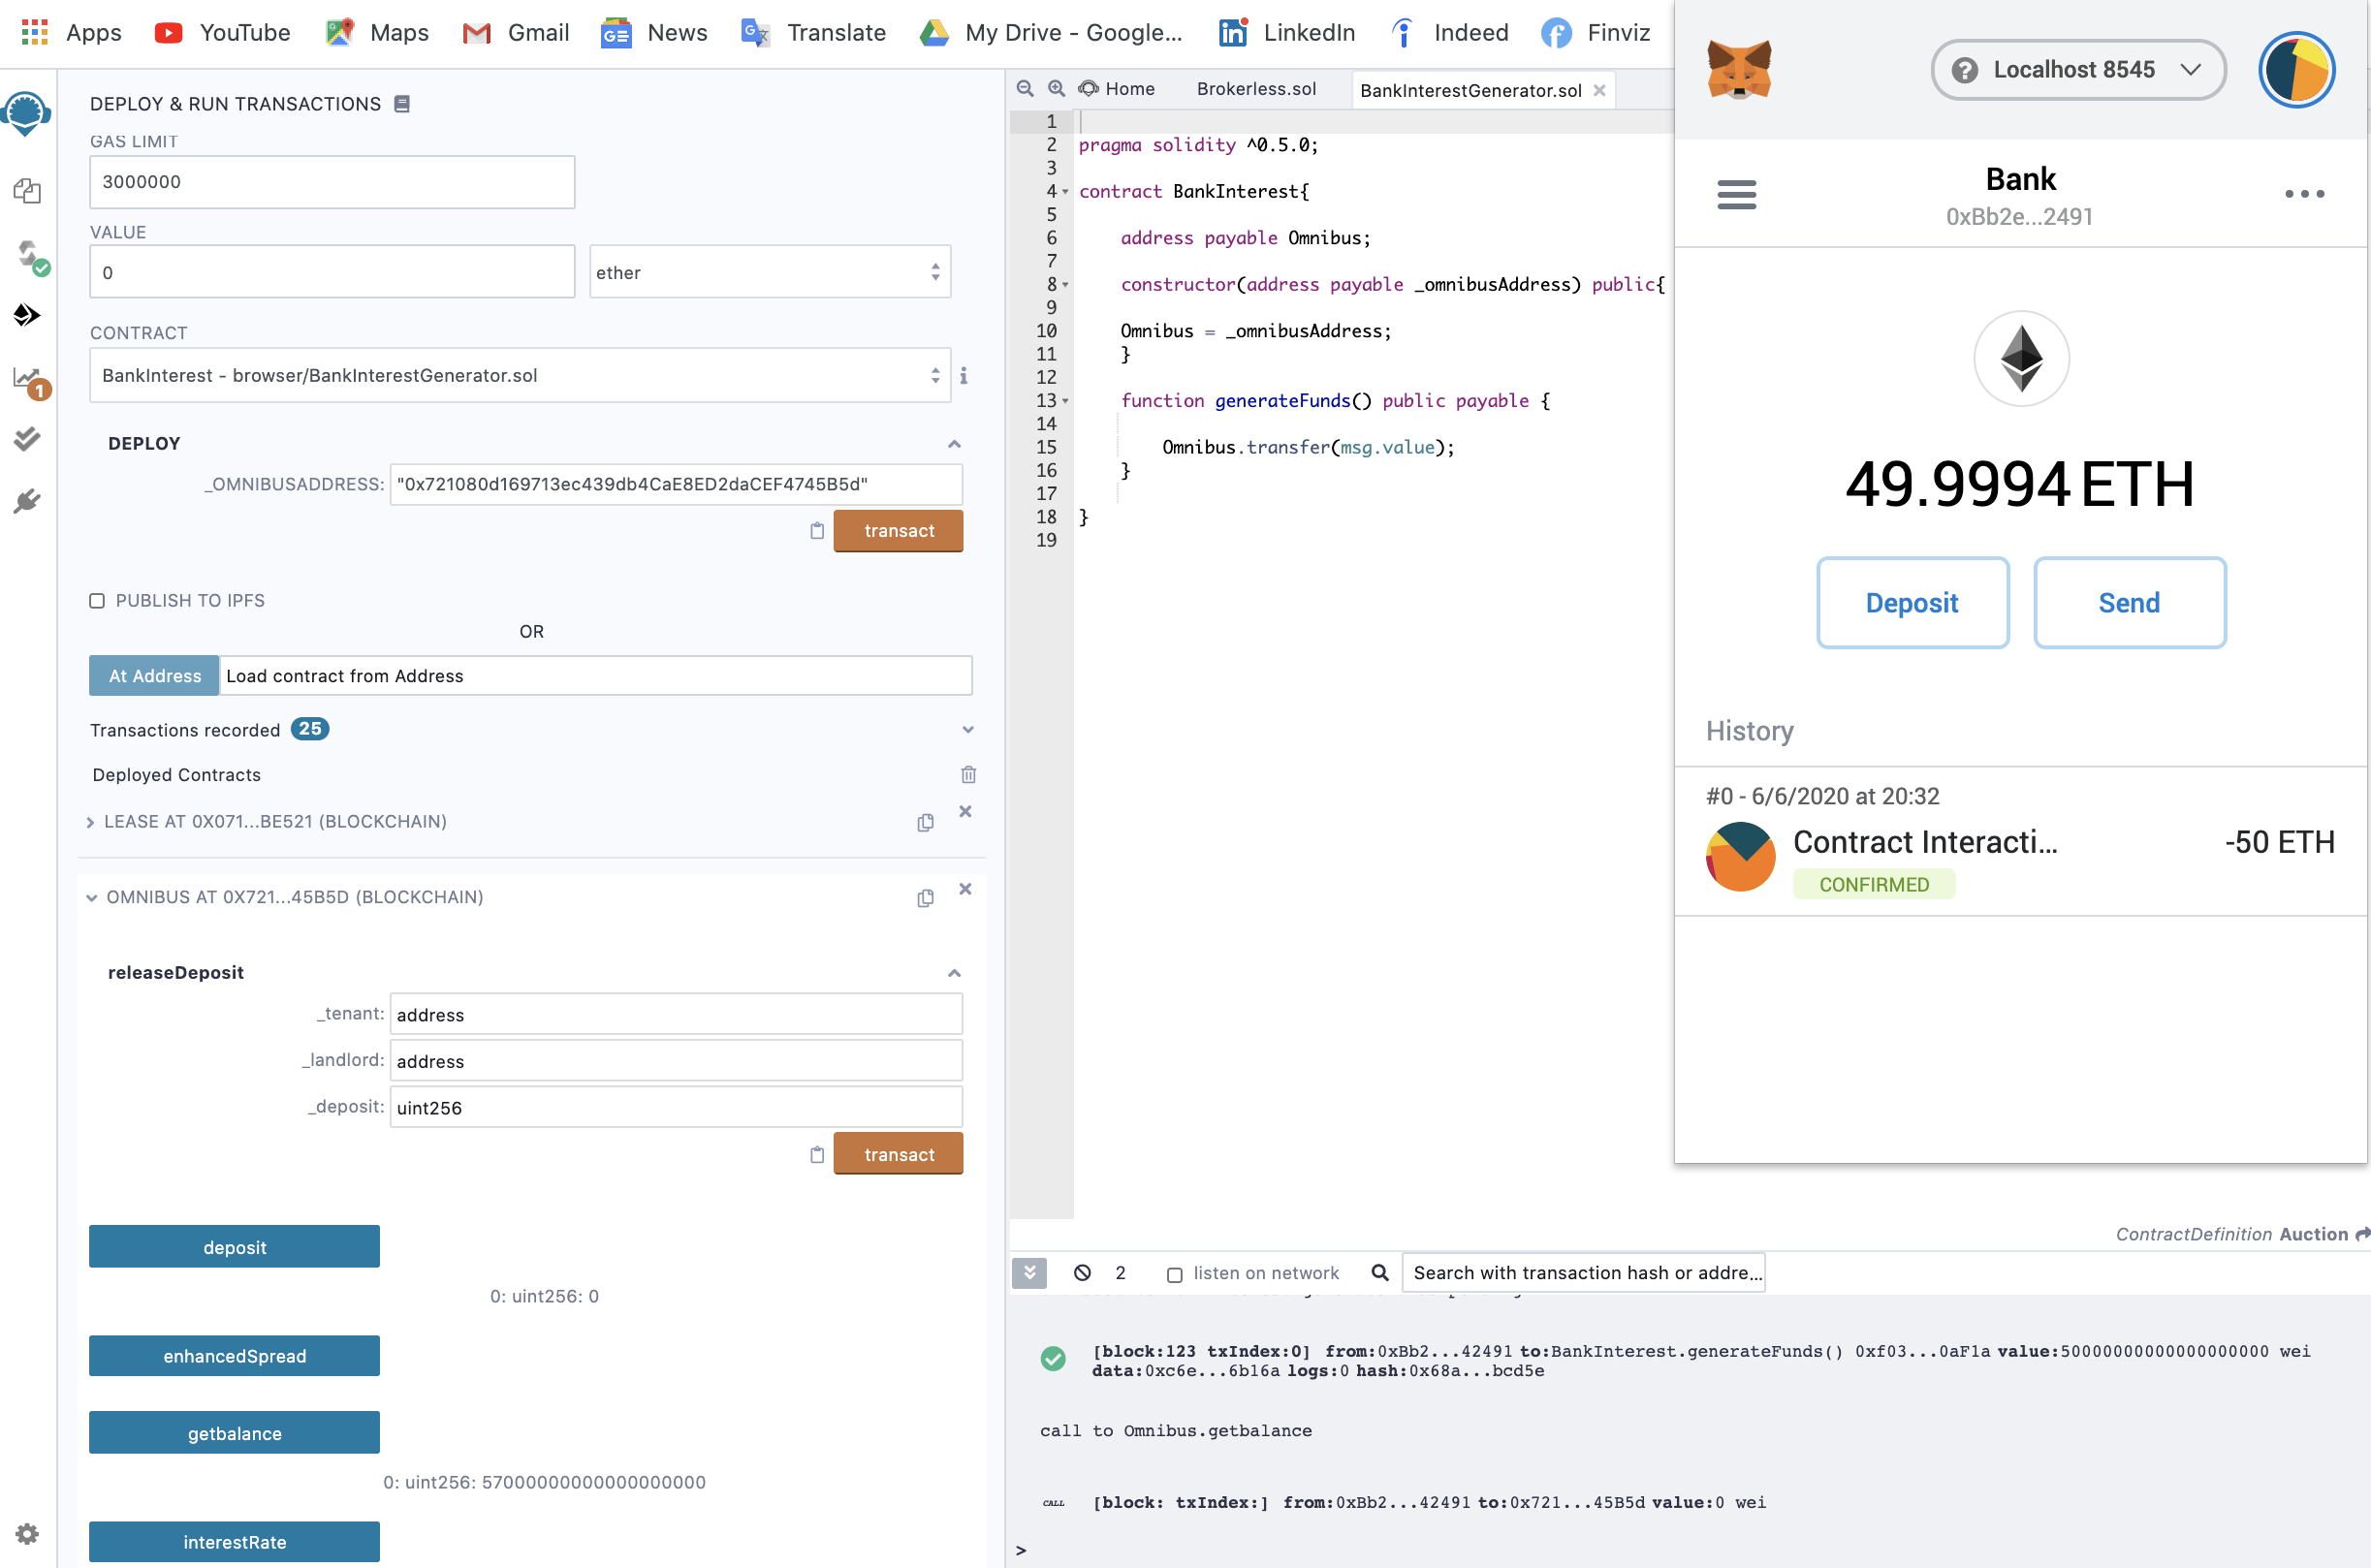 Apps YouTube Maps Gmail News Translate My Drive - Google... LinkedIn Indeed Finviz
DEPLOY & RUN TRANSACTIONS
GAS LIMIT
3000000
VALUE
0 ether
CONTRACT
BankInterest - browser/BankInterestGenerator.sol
1
DEPLOY
_OMNIBUSADDRESS: "0x721080d169713ec439db4CaE8ED2daCEF4745B5d"
transact
PUBLISH TO IPFS
OR
At Address Load contract from Address
Transactions recorded 25
Deployed Contracts
LEASE AT 0X071...BE521 (BLOCKCHAIN)
OMNIBUS AT 0X721...45B5D (BLOCKCHAIN)
releaseDeposit
_tenant: address
_landlord: address
_deposit: uint256
transact
deposit
0: uint256: 0
enhancedSpread
getbalance
0: uint256: 57000000000000000000
interestRate
Home Brokerless.sol BankInterestGenerator.sol
1
2 pragma solidity ^0.5.0;
3
4 contract BankInterest{
5
6 address payable Omnibus;
7
8 constructor(address payable _omnibusAddress) public{
9
10 Omnibus = _omnibusAddress;
11 }
12
13 function generateFunds() public payable {
14
15 Omnibus.transfer(msg.value);
16 }
17
18 }
19
Localhost 8545
Bank
0xBb2e...2491
49.9994 ETH
Deposit Send
History
#0 - 6/6/2020 at 20:32
Contract Interacti... -50 ETH
CONFIRMED
ContractDefinition Auction
2 listen on network Search with transaction hash or addre...
[block:123 txIndex:0] from:0xBb2...42491 to:BankInterest.generateFunds() 0xf03...0aF1a value:50000000000000000000 wei
data:0xc6e...6b16a logs:0 hash:0x68a...bcd5e
call to Omnibus.getbalance
CALL [block: txIndex:] from:0xBb2...42491 to:0x721...45B5d value:0 wei
>